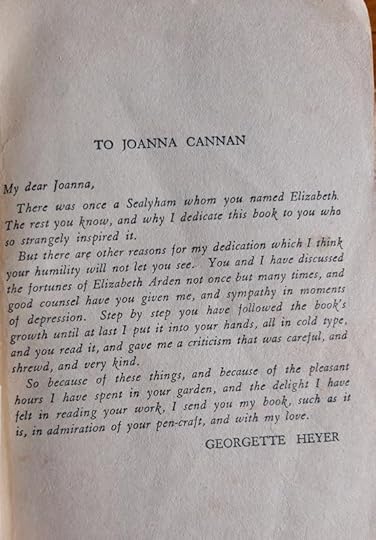 TO JOANNA CANNAN
My dear Joanna,
There was once a Sealyham whom you named Elizabeth.
The rest you know, and why I dedicate this book to you who
so strangely inspired it.
But there are other reasons for my dedication which I think
your humility will not let you see. You and I have discussed
the fortunes of Elizabeth Arden not once but many times, and
good counsel have you given me, and sympathy in moments
of depression. Step by step you have followed the book's
growth until at last I put it into your hands, all in cold type,
and you read it, and gave me a criticism that was careful, and
shrewd, and very kind.
So because of these things, and because of the pleasant
hours I have spent in your garden, and the delight I have
felt in reading your work, I send you my book, such as it
is, in admiration of your pen-craft, and with my love.
GEORGETTE HEYER